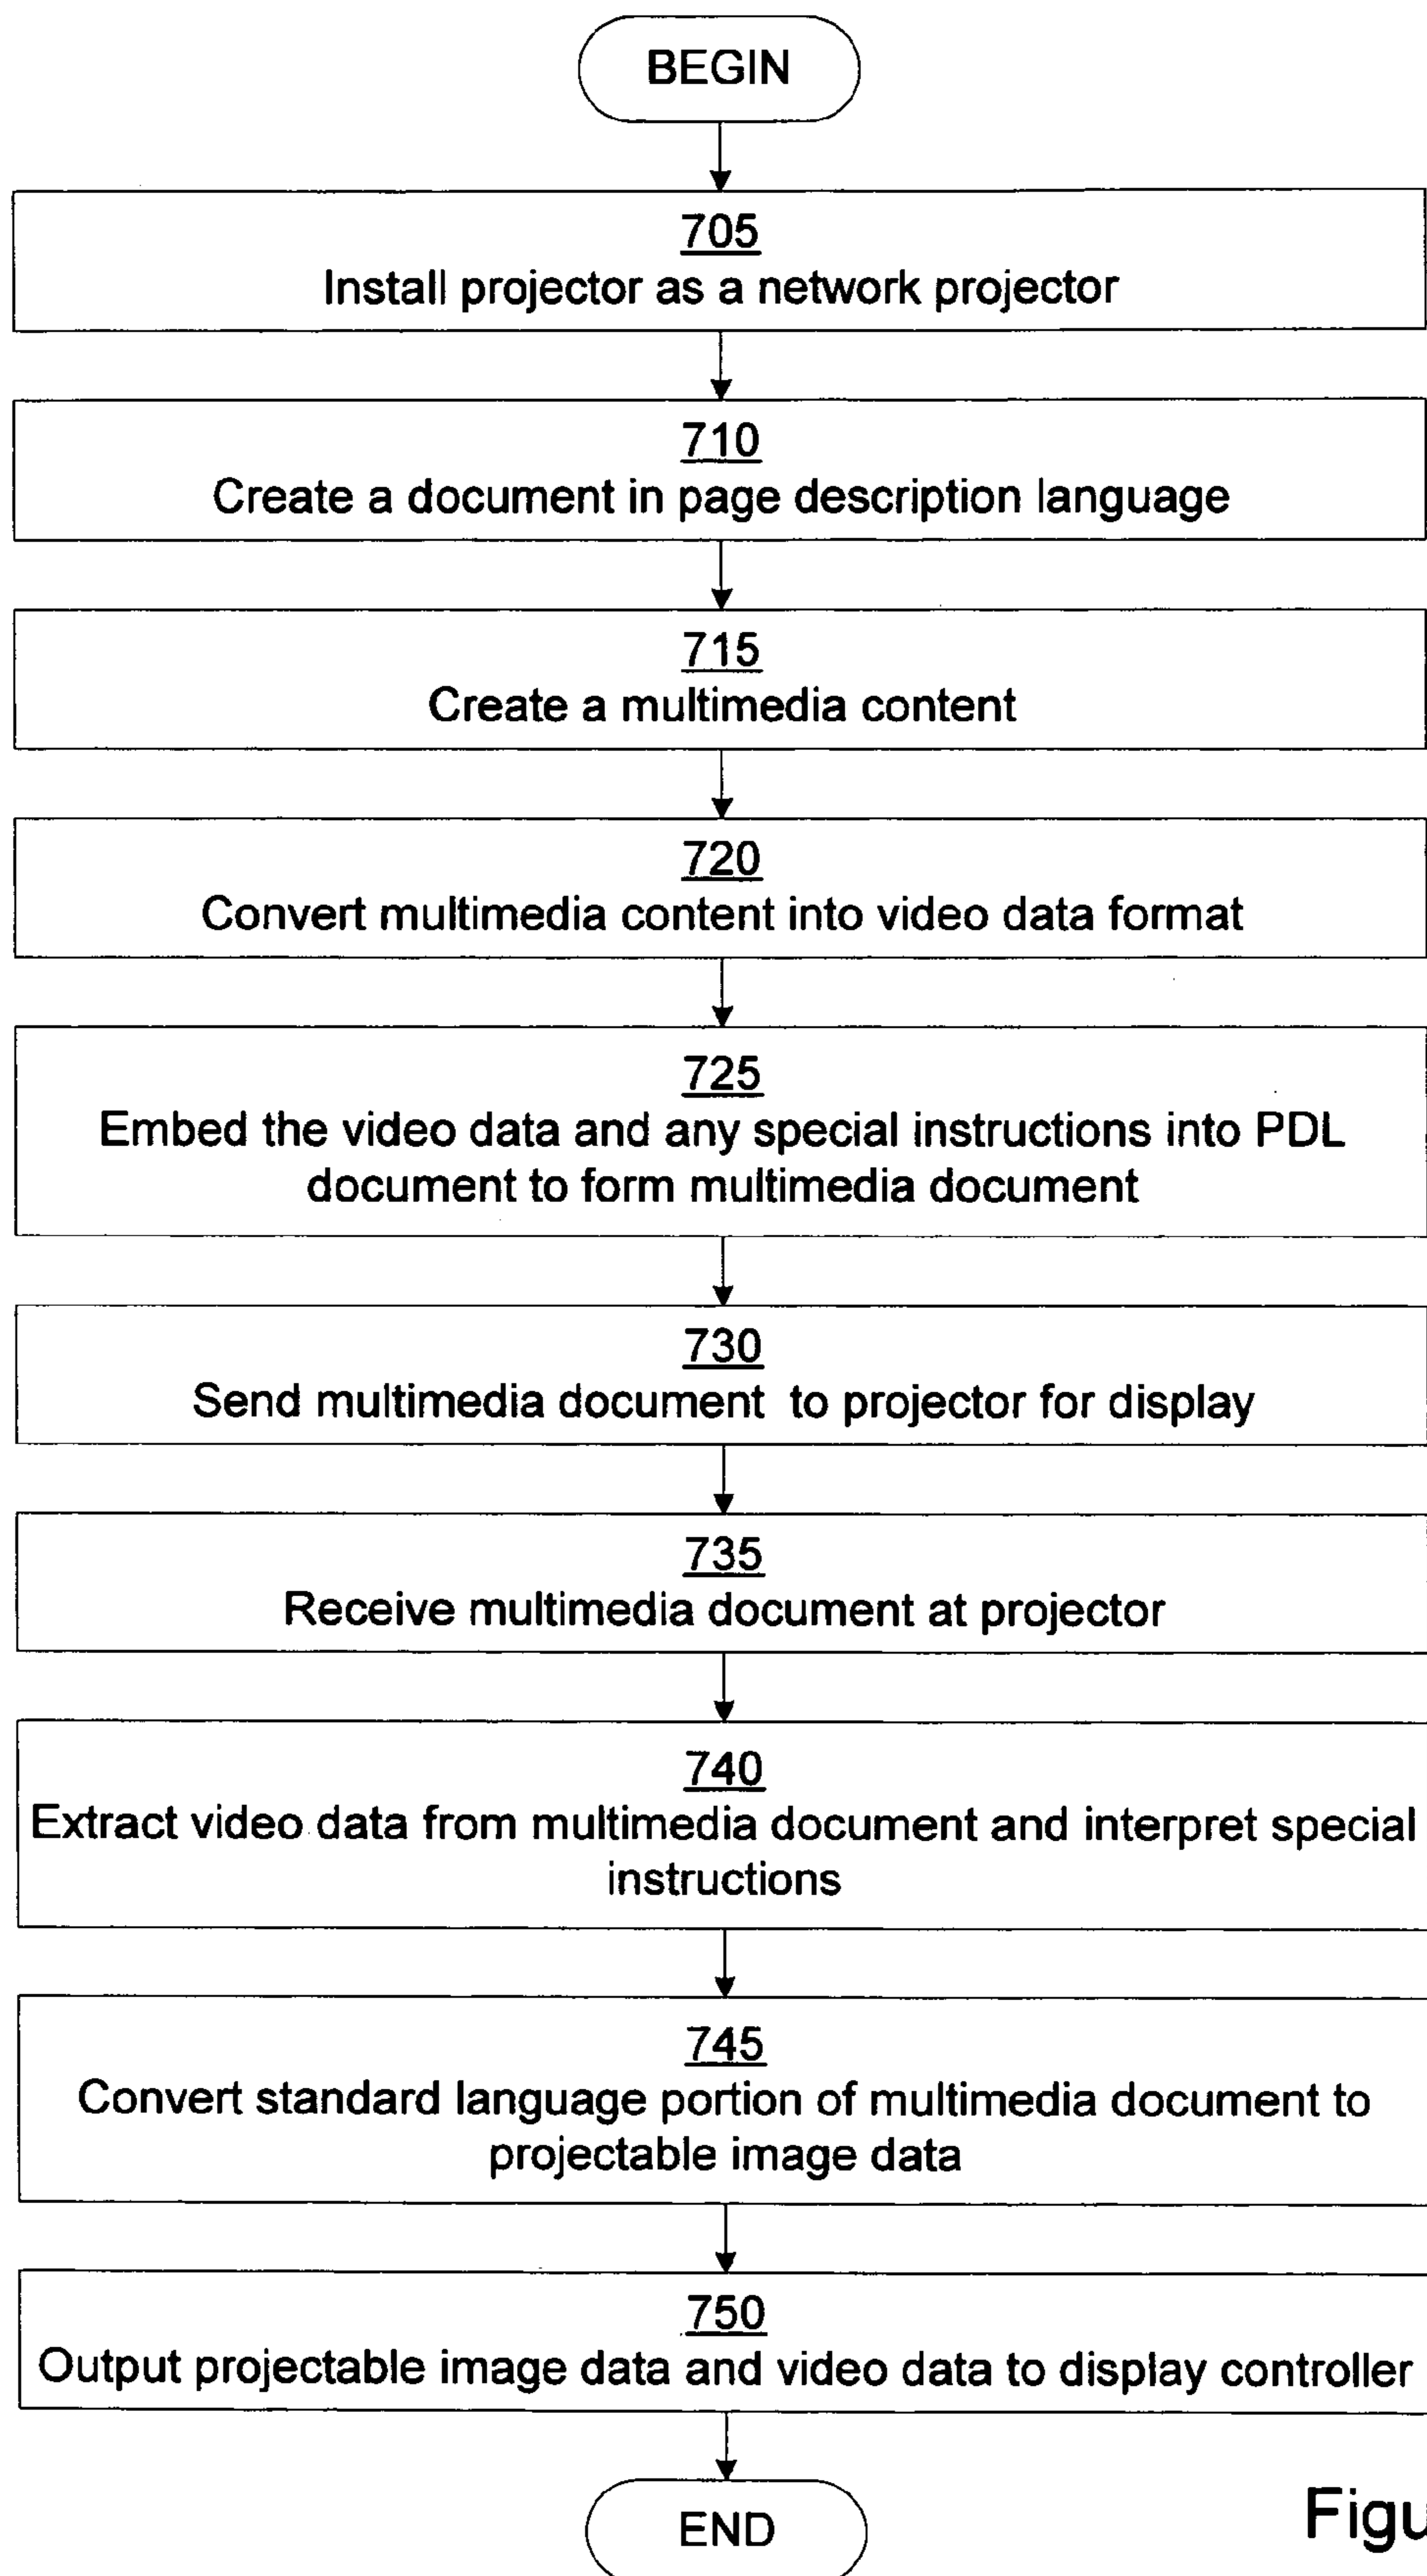 BEGIN
705
Install projector as a network projector
710
Create a document in page description language
715
Create a multimedia content
720
Convert multimedia content into video data format
725
Embed the video data and any special instructions into PDL
document to form multimedia document
730
Send multimedia document to projector for display
735
Receive multimedia document at projector
740
Extract video data from multimedia document and interpret special
instructions
745
Convert standard language portion of multimedia document to
projectable image data
750
Output projectable image data and video data to display controller
END
Figu